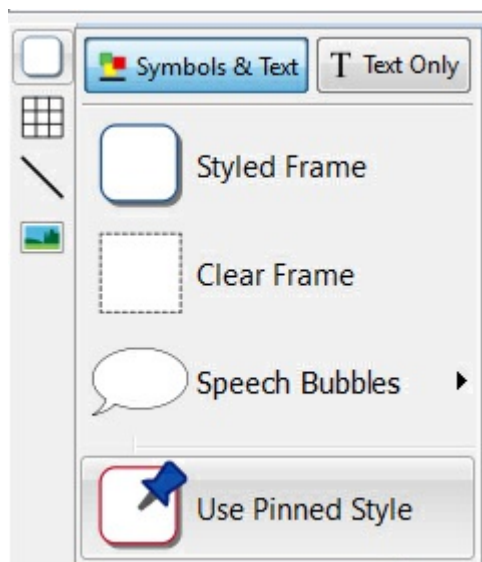 Symbols & Text
T Text Only
Styled Frame
Clear Frame
Speech Bubbles
Use Pinned Style